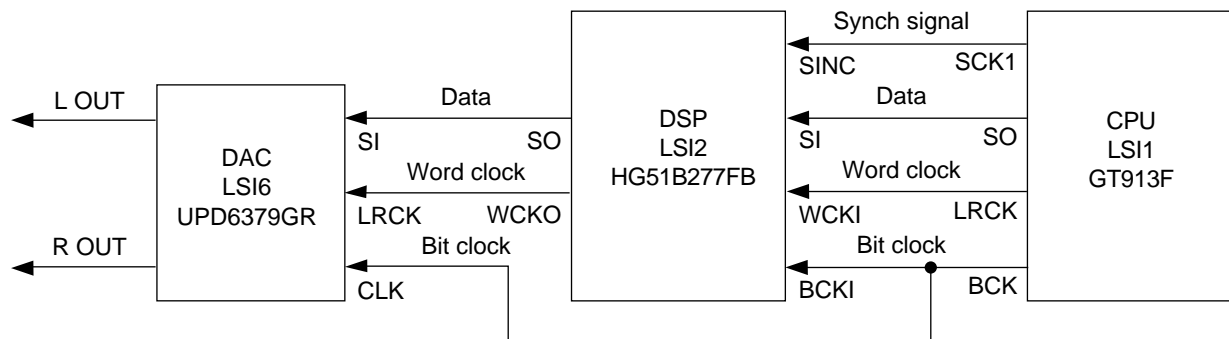 Synch signal
SINC SCK1
L OUT
Data
SI SO
Data
SI SO
DAC
LSI6
UPD6379GR
DSP
LSI2
HG51B277FB
CPU
LSI1
GT913F
Word clock
LRCK WCKO
Word clock
WCKI LRCK
R OUT
Bit clock
CLK
Bit clock
BCKI BCK